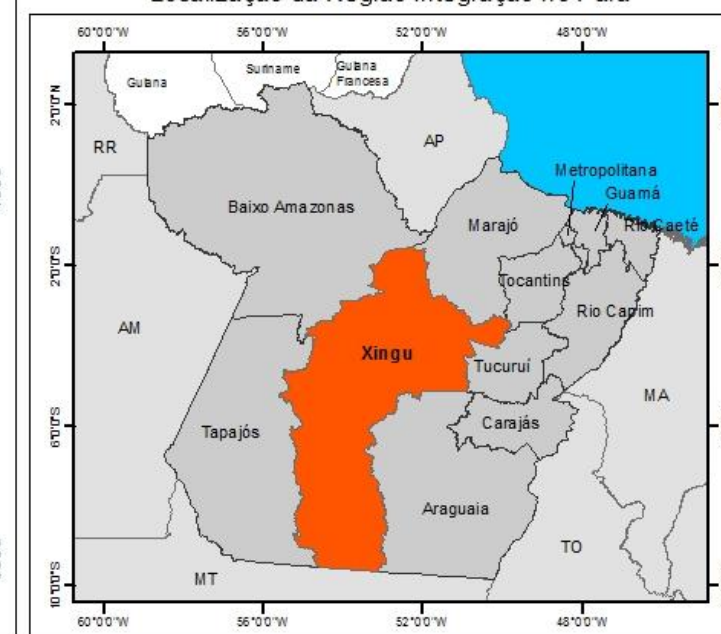 Localização da Região Integração no Pará
60°0'0"W 56°0'0"W 52°0'0"W 48°0'0"W
Guiana
Suriname
Guiana
Francesa
2°0'0"N
RR
AP
Metropolitana
Guamá
Rio Caeté
Baixo Amazonas
Marajó
2°0'0"S
Tocantins
Rio Capim
AM
Xingu
Tucuruí
MA
Carajás
6°0'0"S
Tapajós
Araguaia
TO
MT
10°0'0"S
60°0'0"W 56°0'0"W 52°0'0"W 48°0'0"W